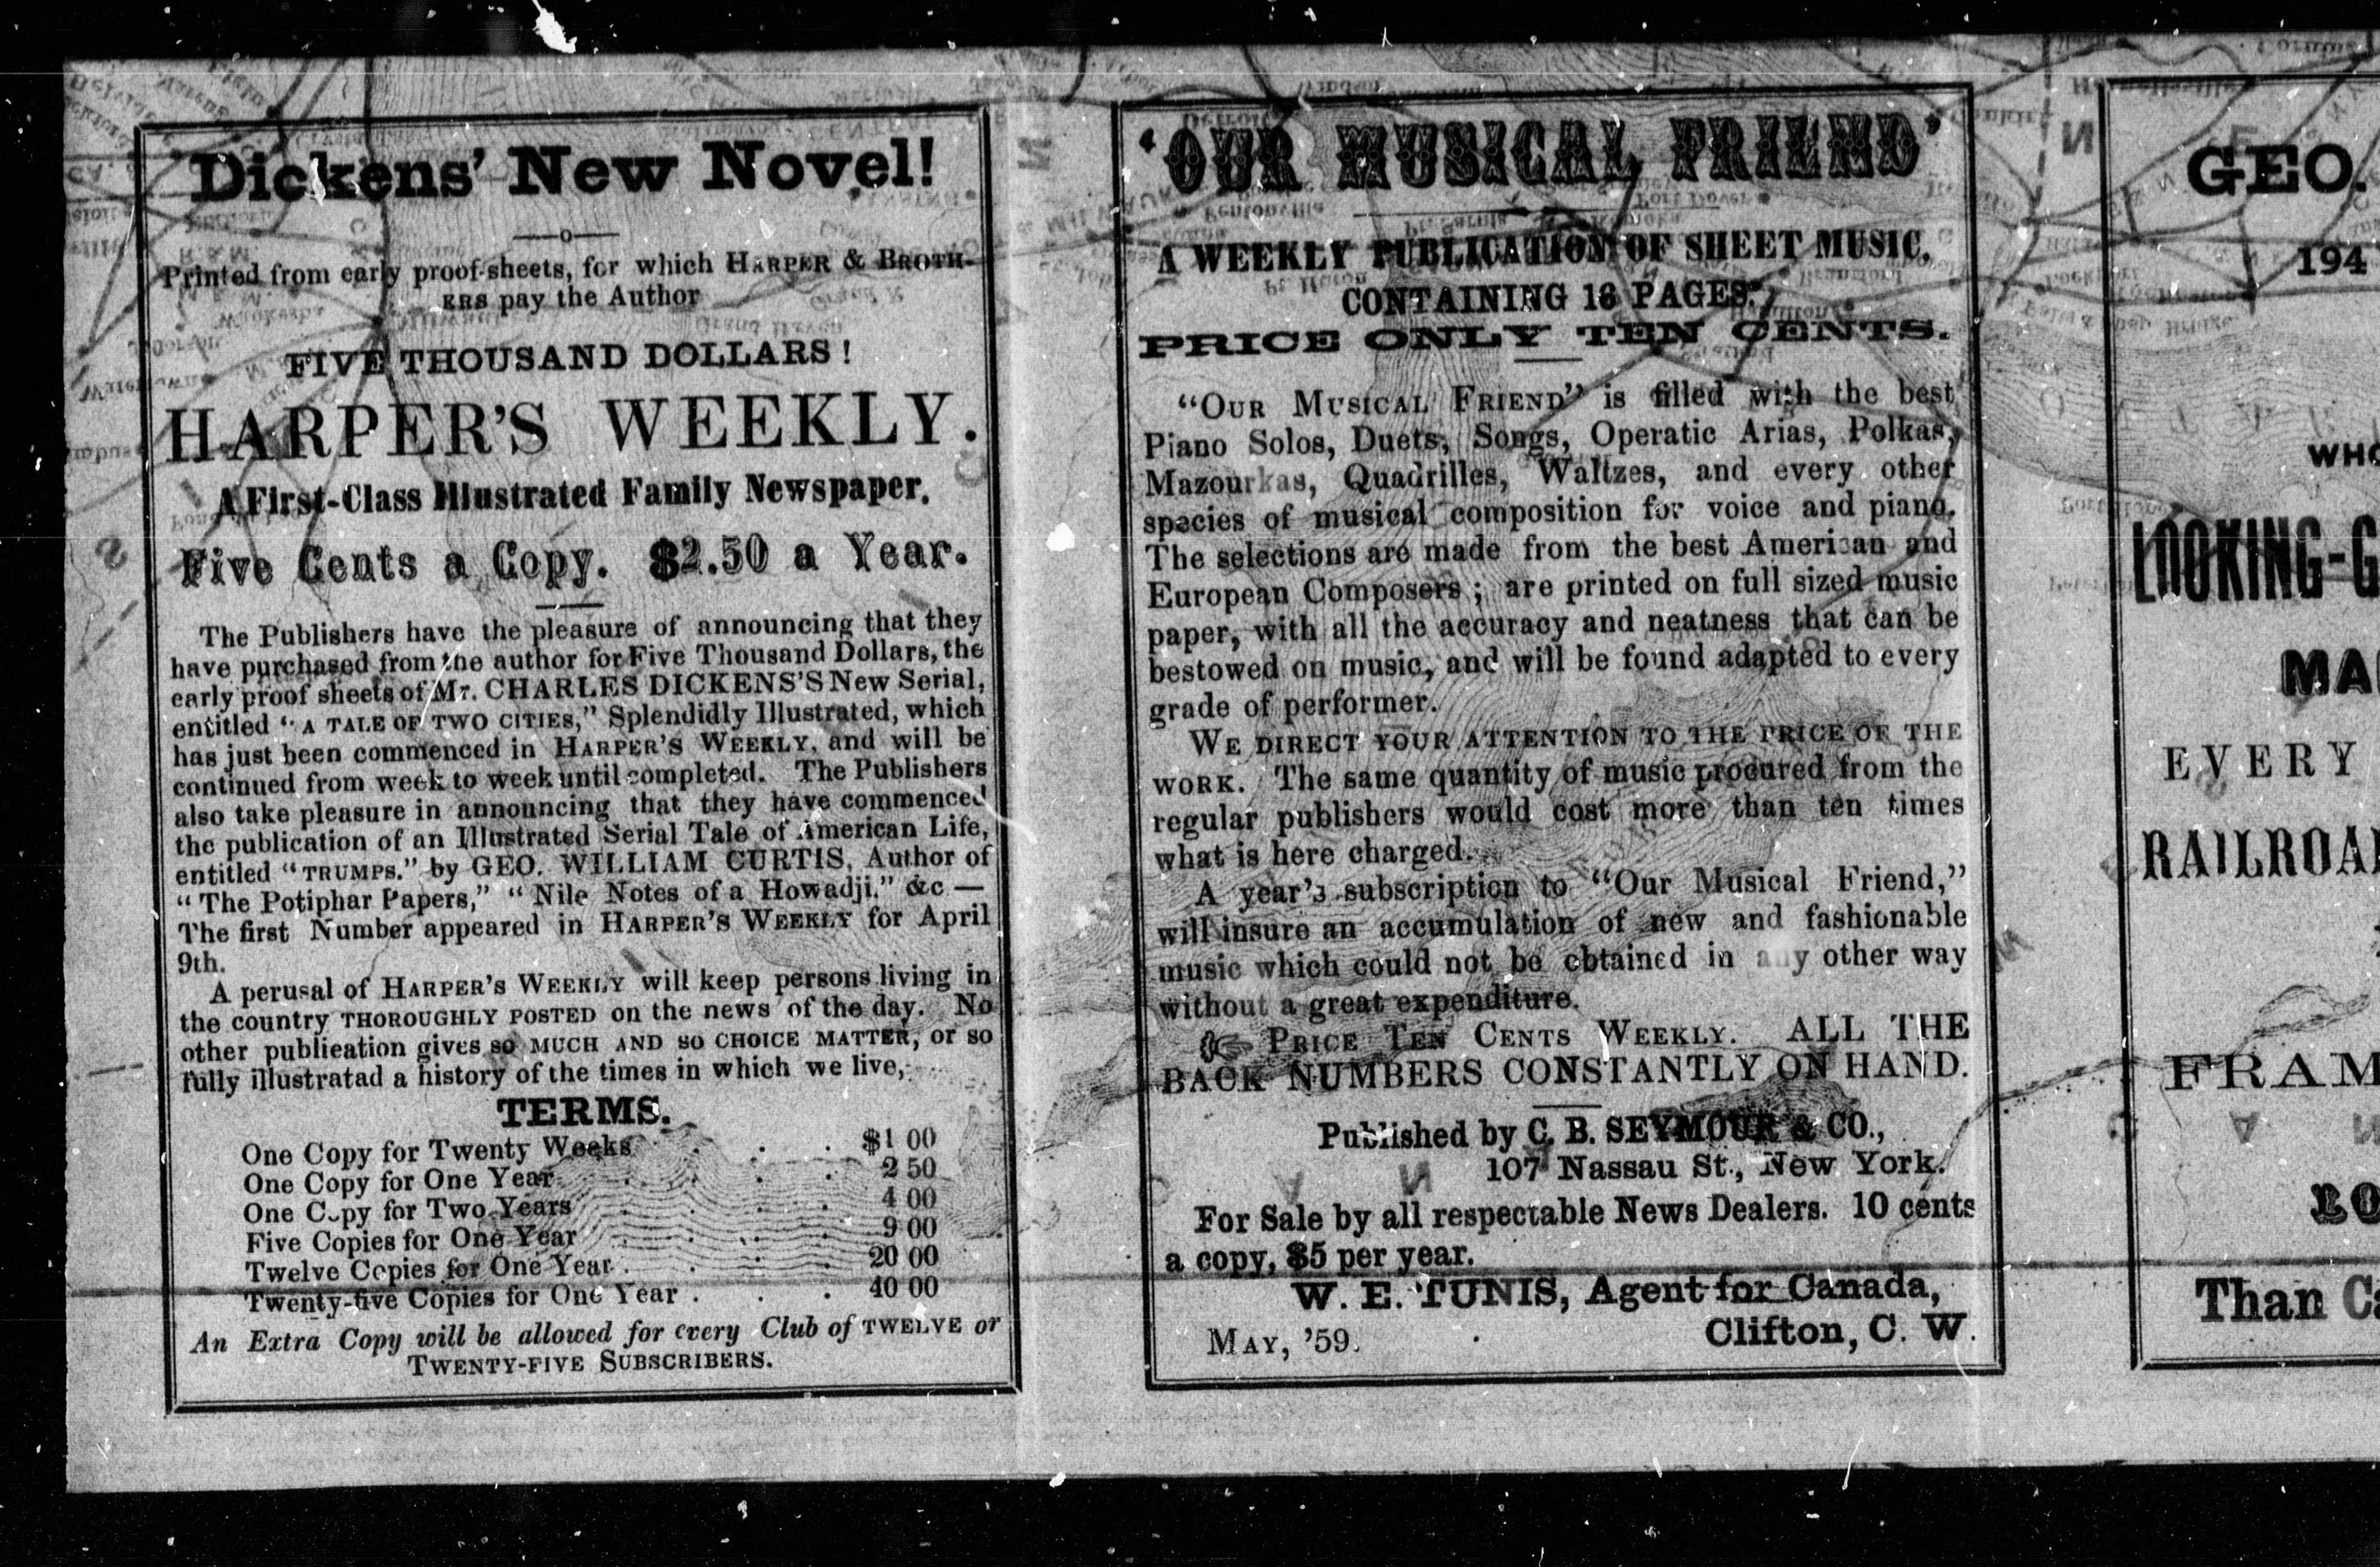 Dickens' New Novel!
Printed from early proof-sheets, for which HARPER & BROTH-
ERS pay the Author
FIVE THOUSAND DOLLARS!
HARPER'S WEEKLY.
A First-Class Illustrated Family Newspaper.
Five Cents a Copy. $2.50 a Year.
The Publishers have the pleasure of announcing that they
have purchased from the author for Five Thousand Dollars, the
early proof sheets of Mr. CHARLES DICKENS'S New Serial,
entitled "A TALE OF TWO CITIES," Splendidly Illustrated, which
has just been commenced in HARPER'S WEEKLY, and will be
continued from week to week until completed. The Publishers
also take pleasure in announcing that they have commenced
the publication of an Illustrated Serial Tale of American Life,
entitled "TRUMPS." by GEO. WILLIAM CURTIS, Author of
"The Potiphar Papers," "Nile Notes of a Howadji." &c —
The first Number appeared in HARPER'S WEEKLY for April
9th.
A perusal of HARPER'S WEEKLY will keep persons living in
the country THOROUGHLY POSTED on the news of the day. No
other publication gives SO MUCH AND SO CHOICE MATTER, or so
fully illustratad a history of the times in which we live,
TERMS.
One Copy for Twenty Weeks . . . $1 00
One Copy for One Year . . . 2 50
One Copy for Two Years . . . 4 00
Five Copies for One Year . . . 9 00
Twelve Copies for One Year . . . 20 00
Twenty-five Copies for One Year . . . 40 00
An Extra Copy will be allowed for every Club of TWELVE or
TWENTY-FIVE SUBSCRIBERS.
'OUR MUSICAL FRIEND'
A WEEKLY PUBLICATION OF SHEET MUSIC,
CONTAINING 16 PAGES.
PRICE ONLY TEN CENTS.
"OUR MUSICAL FRIEND" is filled with the best
Piano Solos, Duets, Songs, Operatic Arias, Polkas,
Mazourkas, Quadrilles, Waltzes, and every other
species of musical composition for voice and piano.
The selections are made from the best American and
European Composers; are printed on full sized music
paper, with all the accuracy and neatness that can be
bestowed on music, and will be found adapted to every
grade of performer.
WE DIRECT YOUR ATTENTION TO THE PRICE OF THE
WORK. The same quantity of music procured from the
regular publishers would cost more than ten times
what is here charged.
A year's subscription to "Our Musical Friend,"
will insure an accumulation of new and fashionable
music which could not be obtained in any other way
without a great expenditure.
☞ PRICE TEN CENTS WEEKLY. ALL THE
BACK NUMBERS CONSTANTLY ON HAND.
Published by C. B. SEYMOUR & CO.,
107 Nassau St., New York.
For Sale by all respectable News Dealers. 10 cents
a copy, $5 per year.
W. E. TUNIS, Agent for Canada,
MAY, '59. Clifton, C. W.
GEO.
194
WHO
LOOKING-G
MA
EVERY
RAILROA
FRAM
LO
Than Ca